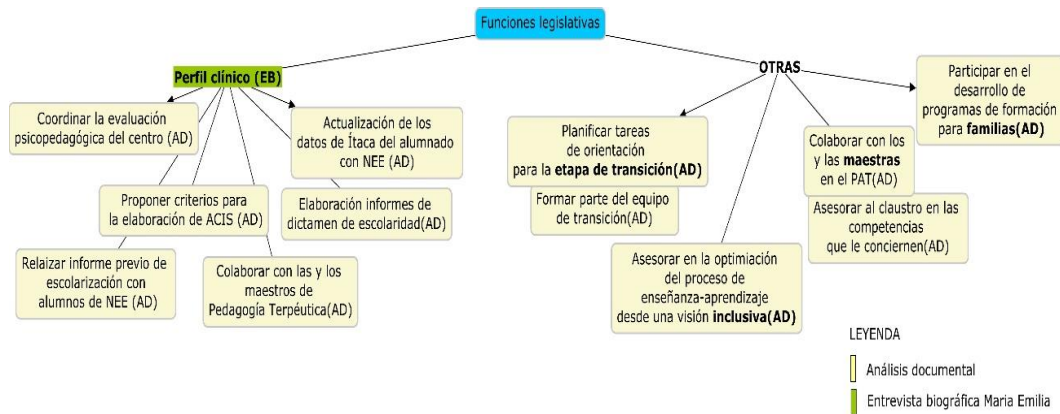 Funciones legislativas
Perfil clínico (EB)
Coordinar la evaluación
psicopedagógica del centro (AD)
Actualización de los
datos de Ítaca del alumnado
con NEE (AD)
Proponer criterios para
la elaboración de ACIS (AD)
Elaboración informes de
dictamen de escolaridad(AD)
Relaizar informe previo de
escolarización con
alumnos de NEE (AD)
Colaborar con las y los
maestros de
Pedagogía Terpéutica(AD)
OTRAS
Planificar tareas
de orientación
para la etapa de transición(AD)
Formar parte del equipo
de transición(AD)
Asesorar en la optimiación
del proceso de
enseñanza-aprendizaje
desde una visión inclusiva(AD)
Colaborar con los
y las maestras
en el PAT(AD)
Asesorar al claustro en las
competencias
que le conciernen(AD)
Participar en el
desarrollo de
programas de formación
para familias(AD)
LEYENDA
Análisis documental
Entrevista biográfica Maria Emilia